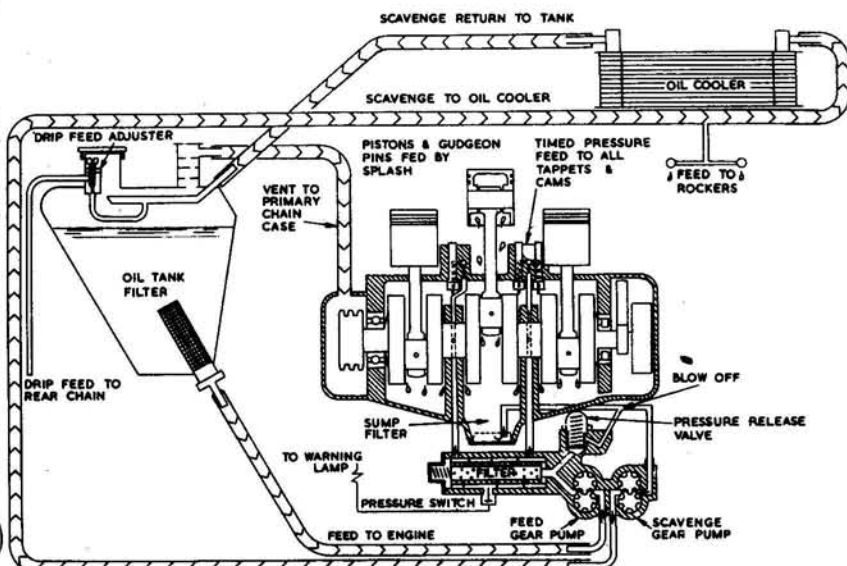 SCAVENGE RETURN TO TANK
OIL COOLER
SCAVENGE TO OIL COOLER
DRIP FEED ADJUSTER
PISTONS & GUDGEON
PINS FED BY
SPLASH
TIMED PRESSURE
FEED TO ALL
TAPPETS &
CAMS
FEED TO
ROCKERS
VENT TO
PRIMARY
CHAIN
CASE
OIL TANK
FILTER
DRIP FEED TO
REAR CHAIN
BLOW OFF
SUMP
FILTER
PRESSURE RELEASE
VALVE
TO WARNING
LAMP
FILTER
PRESSURE SWITCH
FEED TO ENGINE
FEED
GEAR PUMP
SCAVENGE
GEAR PUMP